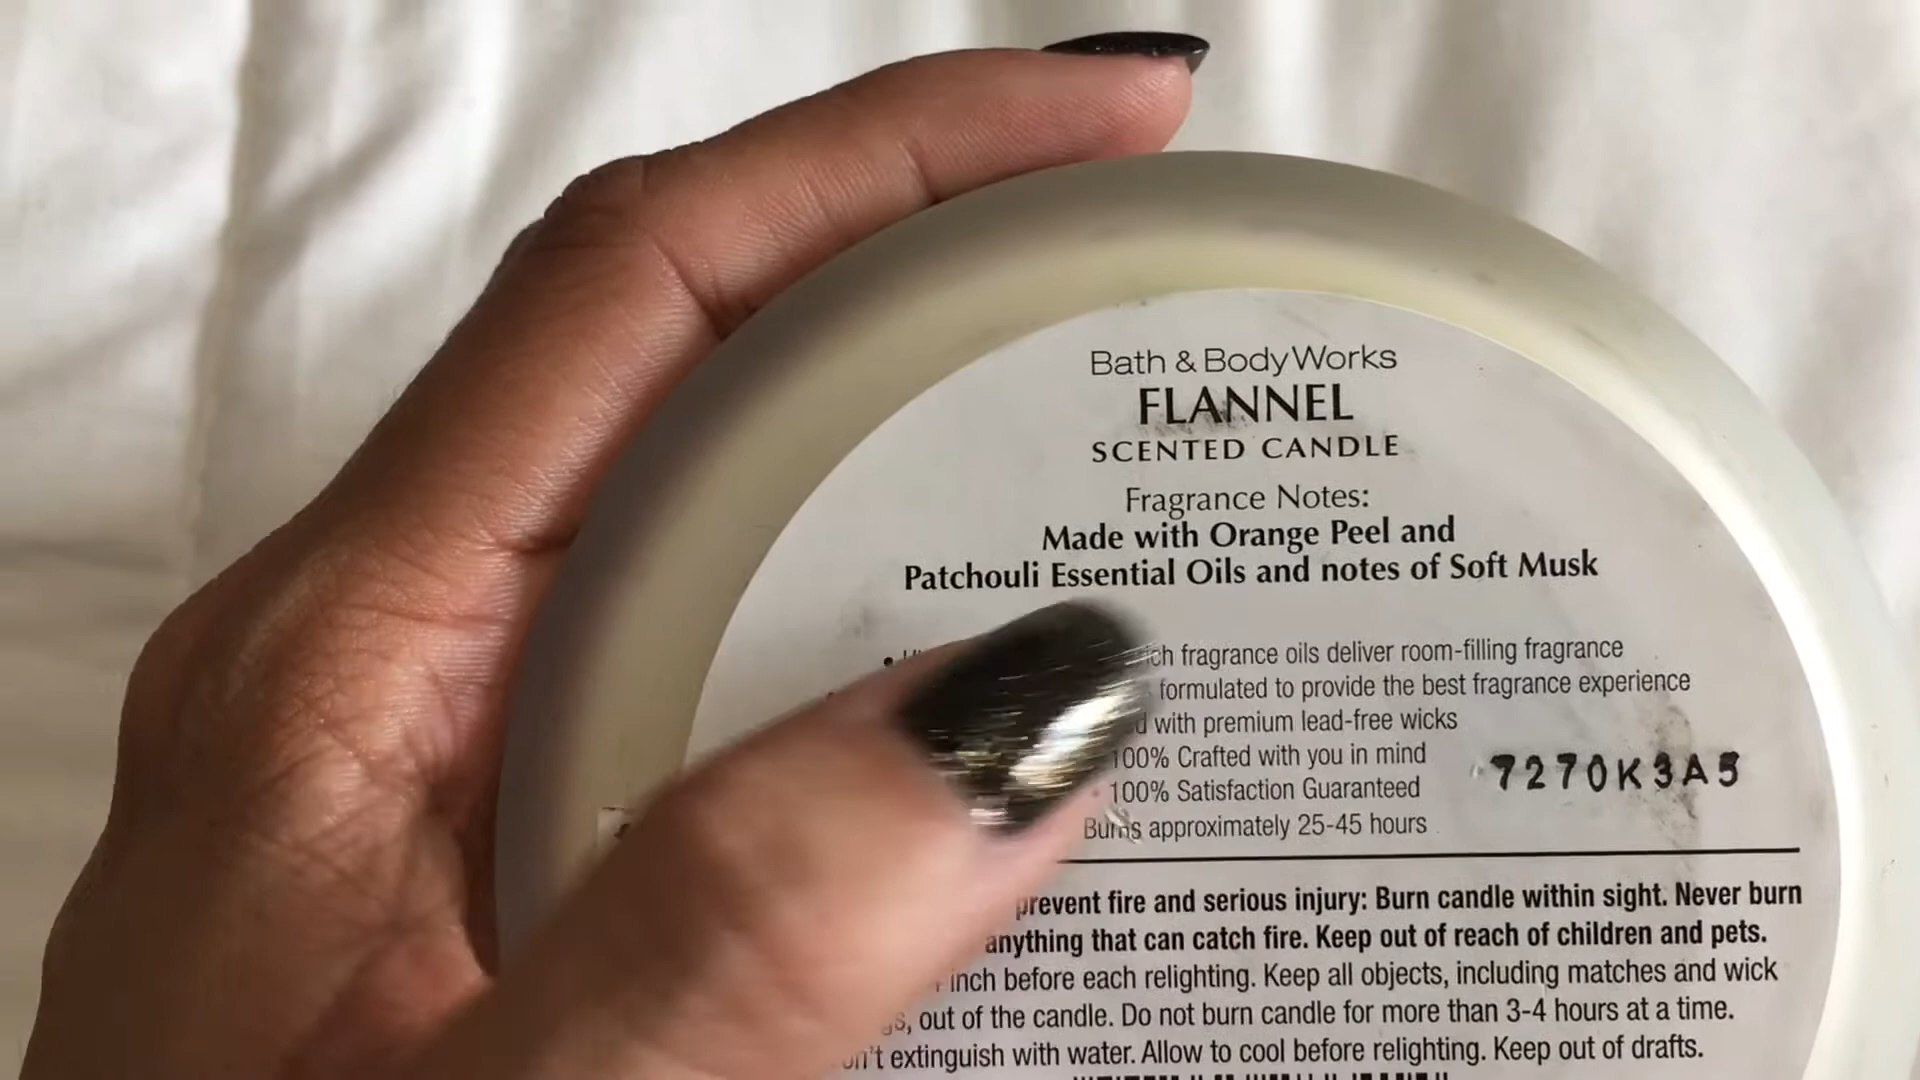 Bath & Body Works
FLANNEL
SCENTED CANDLE
Fragrance Notes:
Made with Orange Peel and
Patchouli Essential Oils and notes of Soft Musk
fragrance oils deliver room-filling fragrance
formulated to provide the best fragrance experience
with premium lead-free wicks
100% Crafted with you in mind
100% Satisfaction Guaranteed
7270K3A5
Burns approximately 25-45 hours
prevent fire and serious injury: Burn candle within sight. Never burn
anything that can catch fire. Keep out of reach of children and pets.
inch before each relighting. Keep all objects, including matches and wick
out of the candle. Do not burn candle for more than 3-4 hours at a time.
extinguish with water. Allow to cool before relighting. Keep out of drafts.